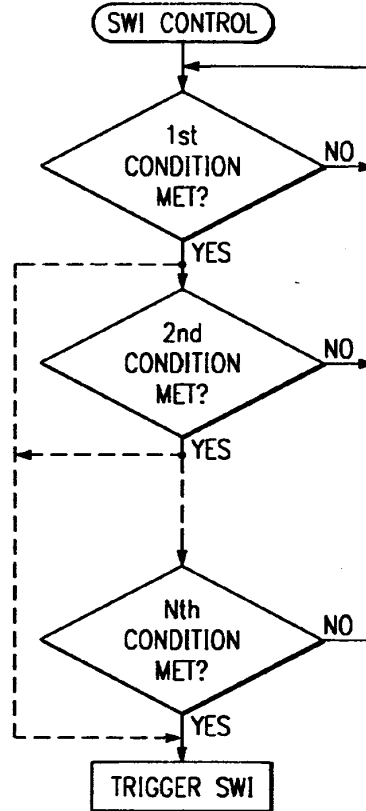 SWI CONTROL
1st
CONDITION
MET?
NO
YES
2nd
CONDITION
MET?
NO
YES
Nth
CONDITION
MET?
NO
YES
TRIGGER SWI